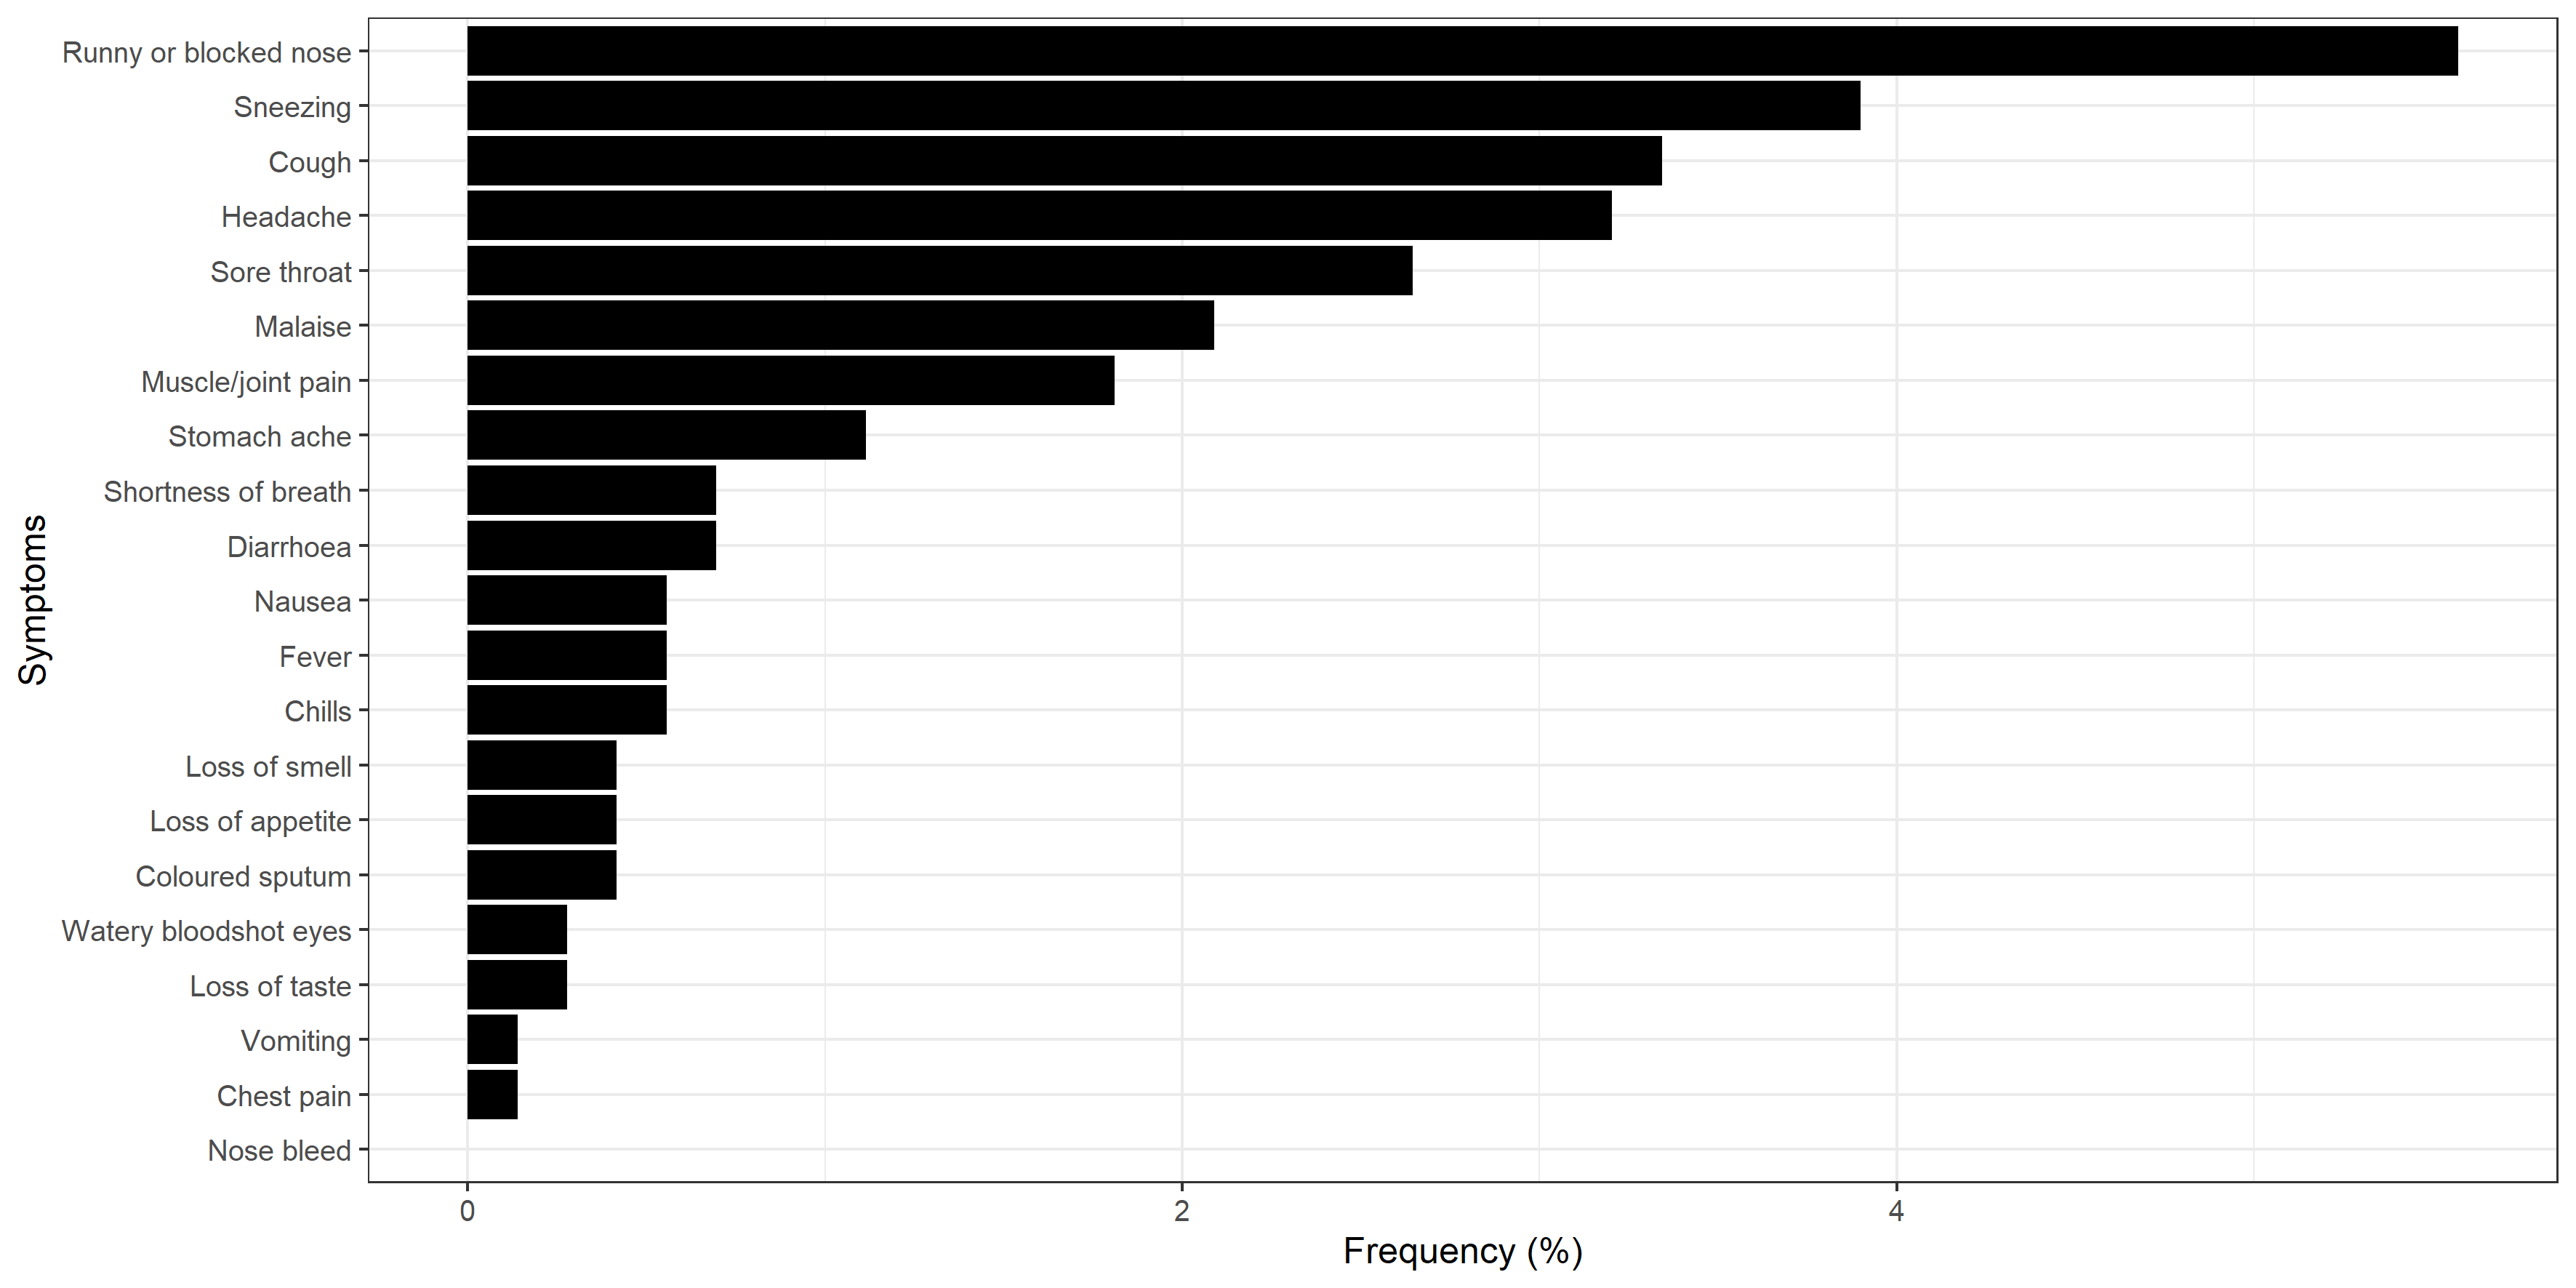 Runny or blocked nose
Sneezing
Cough
Headache
Sore throat
Malaise
Muscle/joint pain
Stomach ache
Shortness of breath
Diarrhoea
Nausea
Fever
Chills
Loss of smell
Loss of appetite
Coloured sputum
Watery bloodshot eyes
Loss of taste
Vomiting
Chest pain
Nose bleed
Symptoms
0 2 4
Frequency (%)